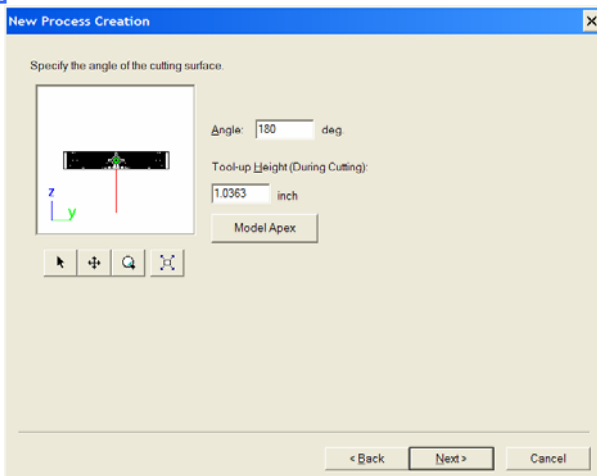 New Process Creation
Specify the angle of the cutting surface.
Angle: 180 deg.
Tool-up Height (During Cutting):
1.0363 inch
Model Apex
z
y
< Back Next > Cancel